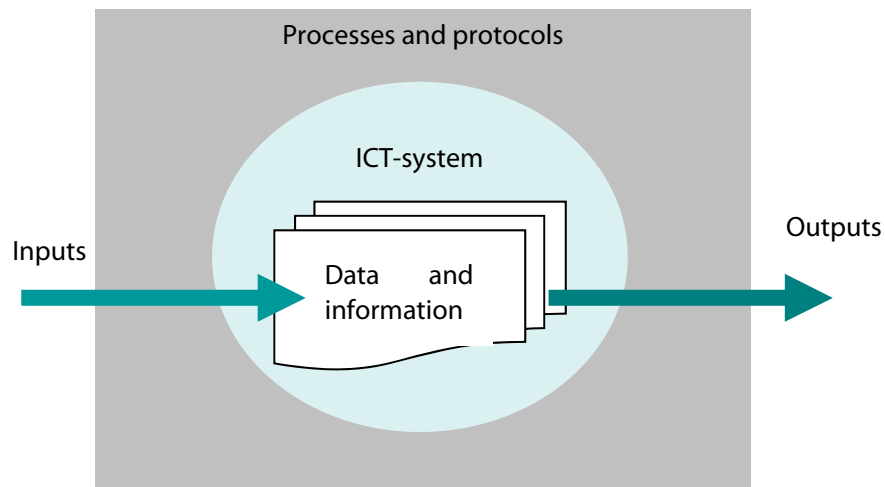 Processes and protocols
ICT-system
Inputs
Outputs
Data and
information